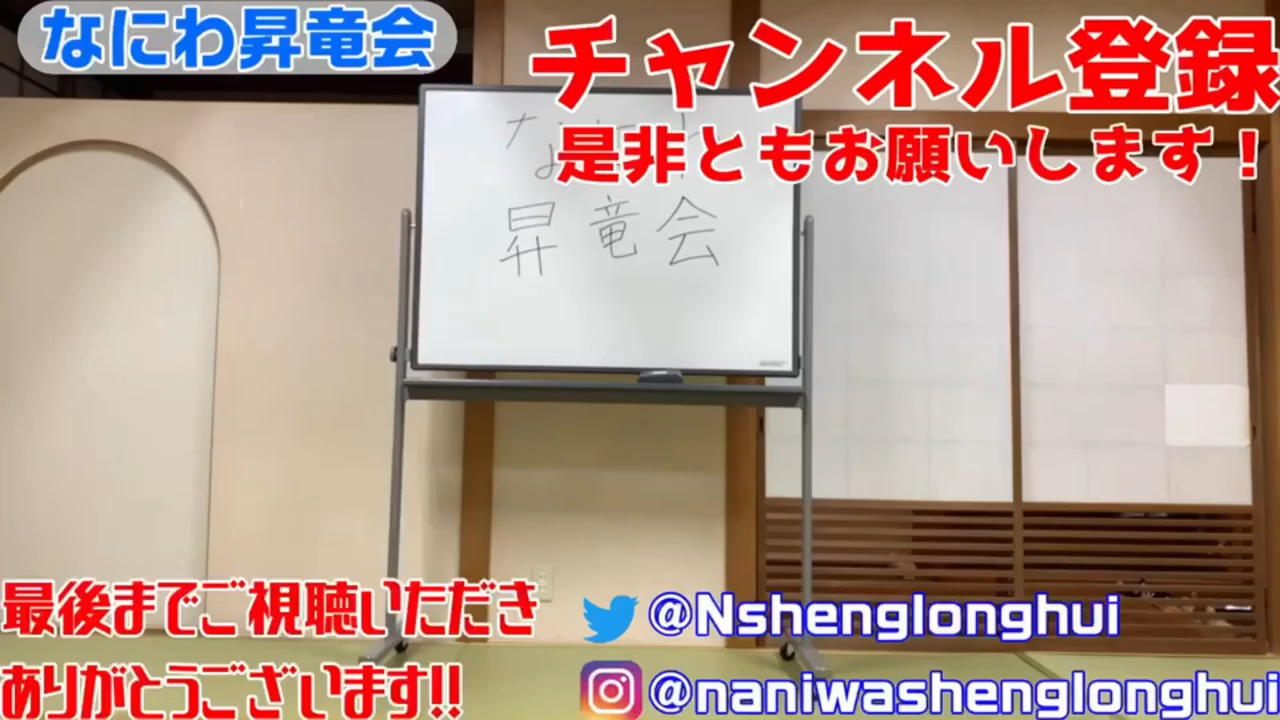 なにわ昇竜会
チャンネル登録
是非ともお願いします！
昇竜会
最後までご視聴いただき
ありがとうございます!!
@Nshenglonghui
@naniwashenglonghui